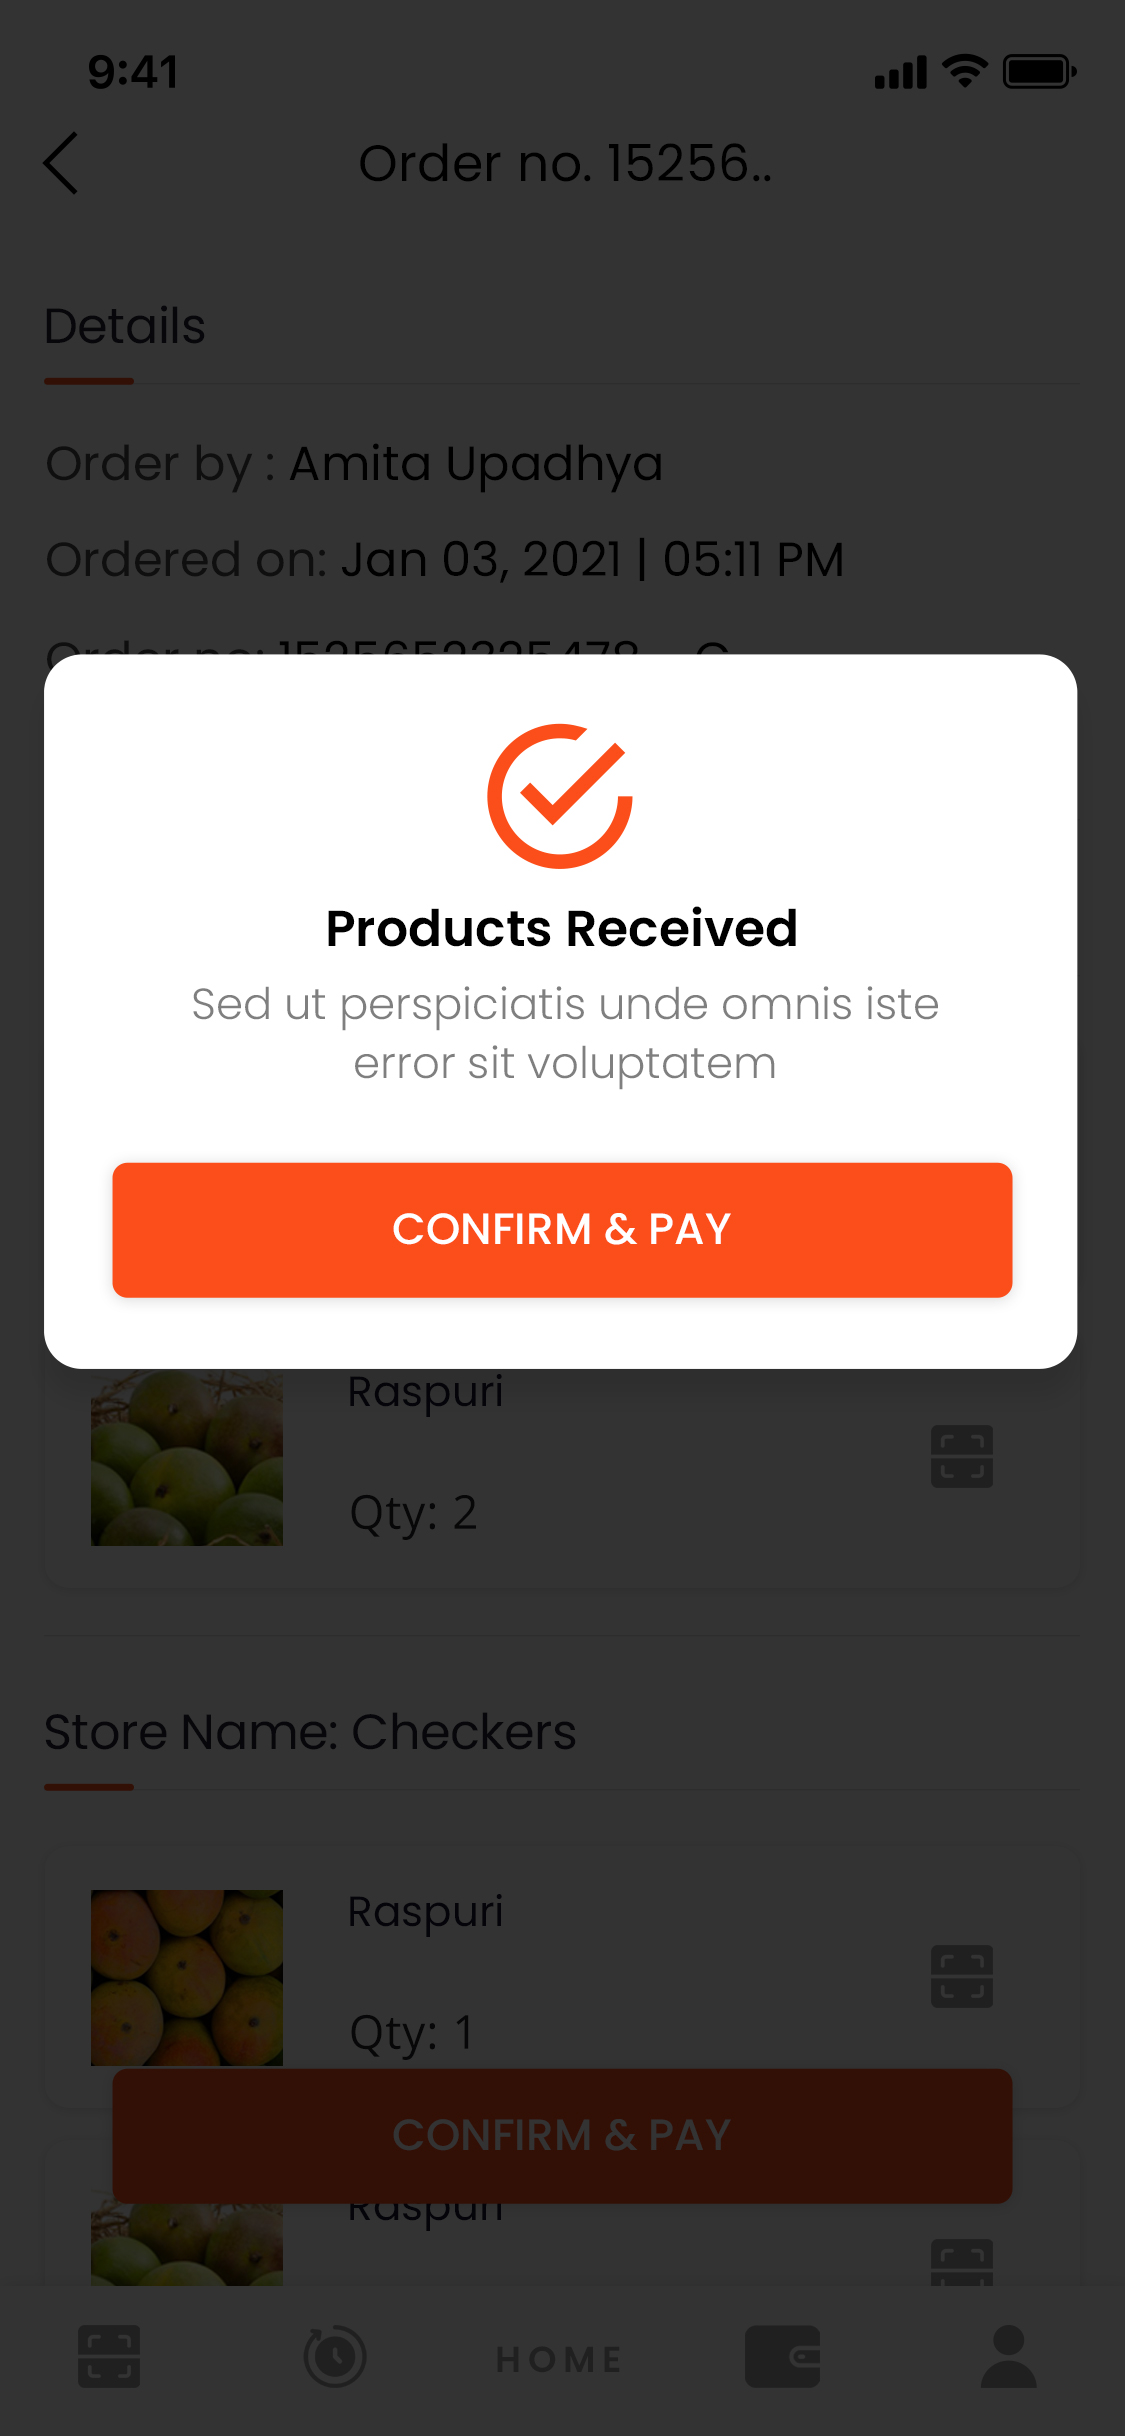 9:41
Order no. 15256..
Details
Order by : Amita Upadhya
Ordered on: Jan 03, 2021 | 05:11 PM
Order no:
Products Received
Sed ut perspiciatis unde omnis iste
error sit voluptatem
CONFIRM & PAY
Raspuri
Qty: 2
Store Name: Checkers
Raspuri
Qty: 1
CONFIRM & PAY
Raspuri
HOME